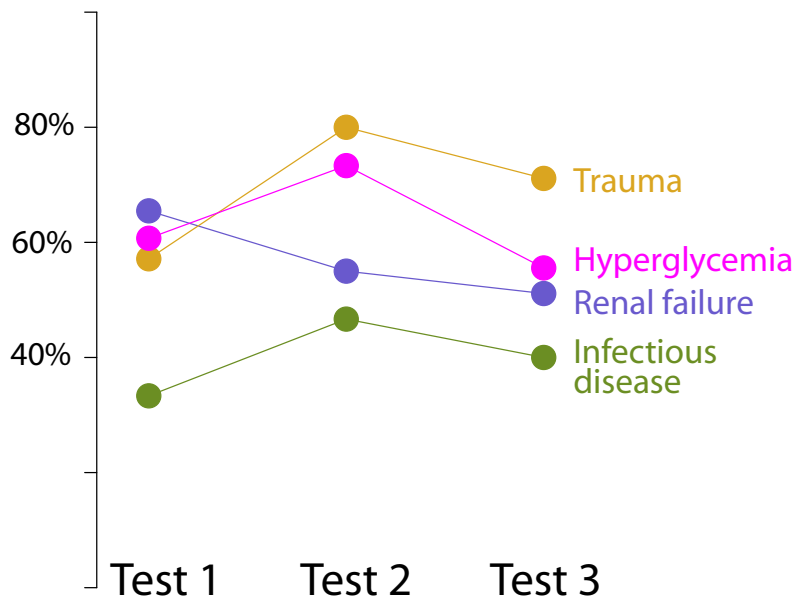 80%
60%
40%
Trauma
Hyperglycemia
Renal failure
Infectious
disease
Test 1
Test 2
Test 3